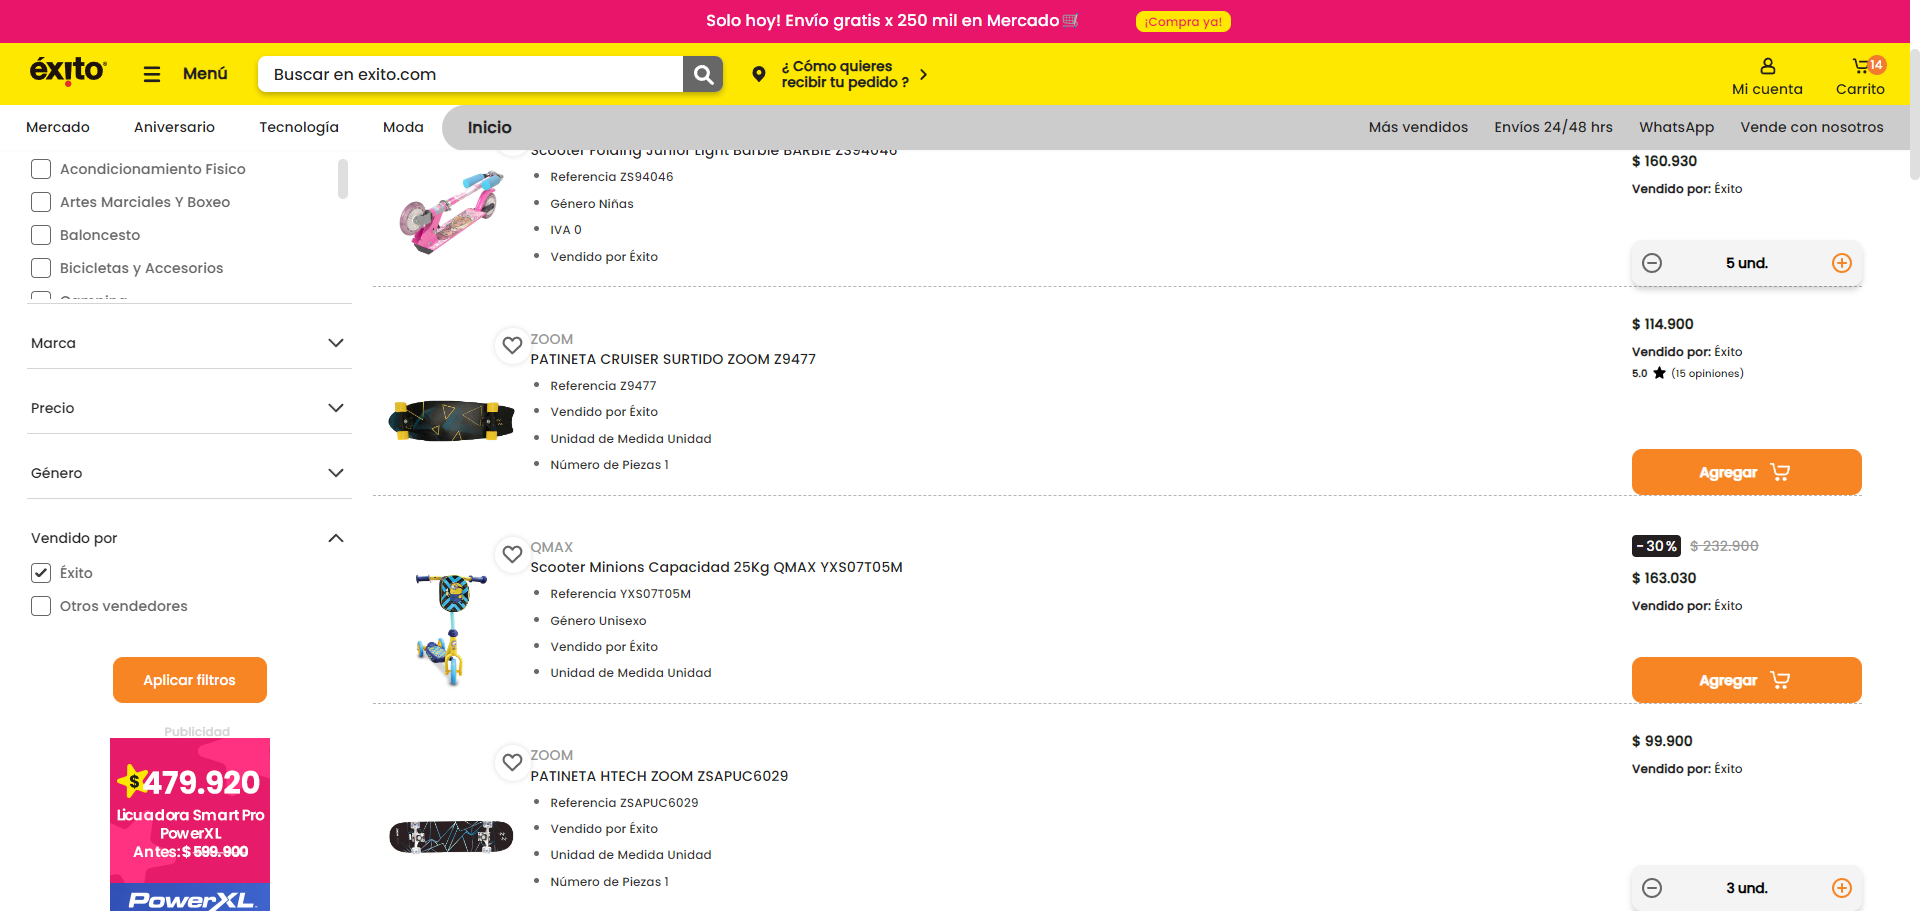 Solo hoy! Envío gratis x 250 mil en Mercado
¡Compra ya!
éxito
Menú
Buscar en exito.com
¿ Cómo quieres
recibir tu pedido ?
Mi cuenta
14
Carrito
Mercado
Aniversario
Tecnología
Moda
Inicio
Más vendidos
Envíos 24/48 hrs
WhatsApp
Vende con nosotros
Acondicionamiento Fisico
Artes Marciales Y Boxeo
Baloncesto
Bicicletas y Accesorios
Camping
Marca
Precio
Género
Vendido por
Éxito
Otros vendedores
Aplicar filtros
Publicidad
$479.920
Licuadora Smart Pro
PowerXL
Antes: $ 599.900
PowerXL
Scooter Folding Junior Light Barbie BARBIE ZS94046
Referencia ZS94046
Género Niñas
IVA 0
Vendido por Éxito
$ 160.930
Vendido por: Éxito
5 und.
ZOOM
PATINETA CRUISER SURTIDO ZOOM Z9477
Referencia Z9477
Vendido por Éxito
Unidad de Medida Unidad
Número de Piezas 1
$ 114.900
Vendido por: Éxito
5.0 (15 opiniones)
Agregar
QMAX
Scooter Minions Capacidad 25Kg QMAX YXS07T05M
Referencia YXS07T05M
Género Unisexo
Vendido por Éxito
Unidad de Medida Unidad
-30% $ 232.900
$ 163.030
Vendido por: Éxito
Agregar
ZOOM
PATINETA HTECH ZOOM ZSAPUC6029
Referencia ZSAPUC6029
Vendido por Éxito
Unidad de Medida Unidad
Número de Piezas 1
$ 99.900
Vendido por: Éxito
3 und.